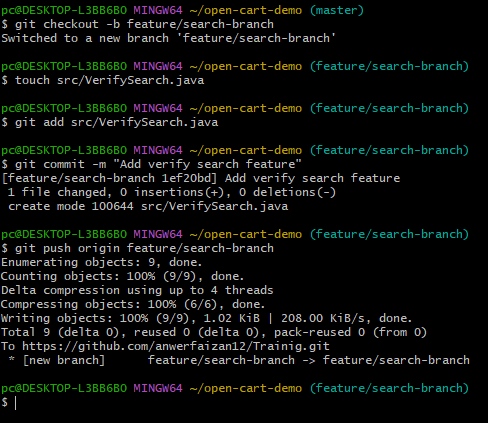 pc@DESKTOP-L3BB6BO MINGW64 ~/open-cart-demo (master)
$ git checkout -b feature/search-branch
Switched to a new branch 'feature/search-branch'
pc@DESKTOP-L3BB6BO MINGW64 ~/open-cart-demo (feature/search-branch)
$ touch src/VerifySearch.java
pc@DESKTOP-L3BB6BO MINGW64 ~/open-cart-demo (feature/search-branch)
$ git add src/VerifySearch.java
pc@DESKTOP-L3BB6BO MINGW64 ~/open-cart-demo (feature/search-branch)
$ git commit -m "Add verify search feature"
[feature/search-branch 1ef20bd] Add verify search feature
 1 file changed, 0 insertions(+), 0 deletions(-)
 create mode 100644 src/VerifySearch.java
pc@DESKTOP-L3BB6BO MINGW64 ~/open-cart-demo (feature/search-branch)
$ git push origin feature/search-branch
Enumerating objects: 9, done.
Counting objects: 100% (9/9), done.
Delta compression using up to 4 threads
Compressing objects: 100% (6/6), done.
Writing objects: 100% (9/9), 1.02 KiB | 208.00 KiB/s, done.
Total 9 (delta 0), reused 0 (delta 0), pack-reused 0 (from 0)
To https://github.com/anwerfaizan12/Trainig.git
 * [new branch]      feature/search-branch -> feature/search-branch
pc@DESKTOP-L3BB6BO MINGW64 ~/open-cart-demo (feature/search-branch)
$